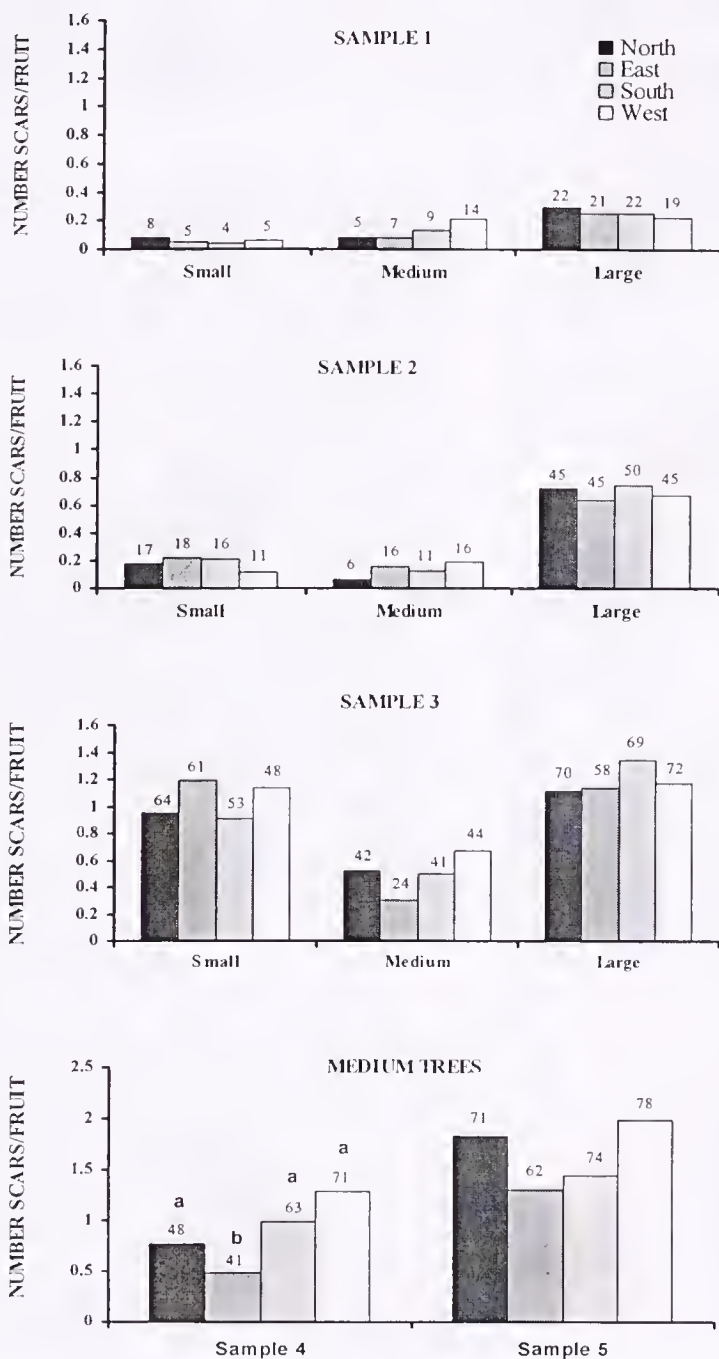 SAMPLE 1
NUMBER SCARS/FRUIT
1.6
1.4
1.2
1
0.8
0.6
0.4
0.2
0
North
East
South
West
8 5 4 5 5 7 9 14 22 21 22 19
Small Medium Large
SAMPLE 2
NUMBER SCARS/FRUIT
1.6
1.4
1.2
1
0.8
0.6
0.4
0.2
0
17 18 16 11 6 16 11 16 45 45 50 45
Small Medium Large
SAMPLE 3
NUMBER SCARS/FRUIT
1.6
1.4
1.2
1
0.8
0.6
0.4
0.2
0
64 61 53 48 42 24 41 44 70 58 69 72
Small Medium Large
MEDIUM TREES
NUMBER SCARS/FRUIT
2.5
2
1.5
1
0.5
0
a b a a
48 41 63 71 71 62 74 78
Sample 4 Sample 5